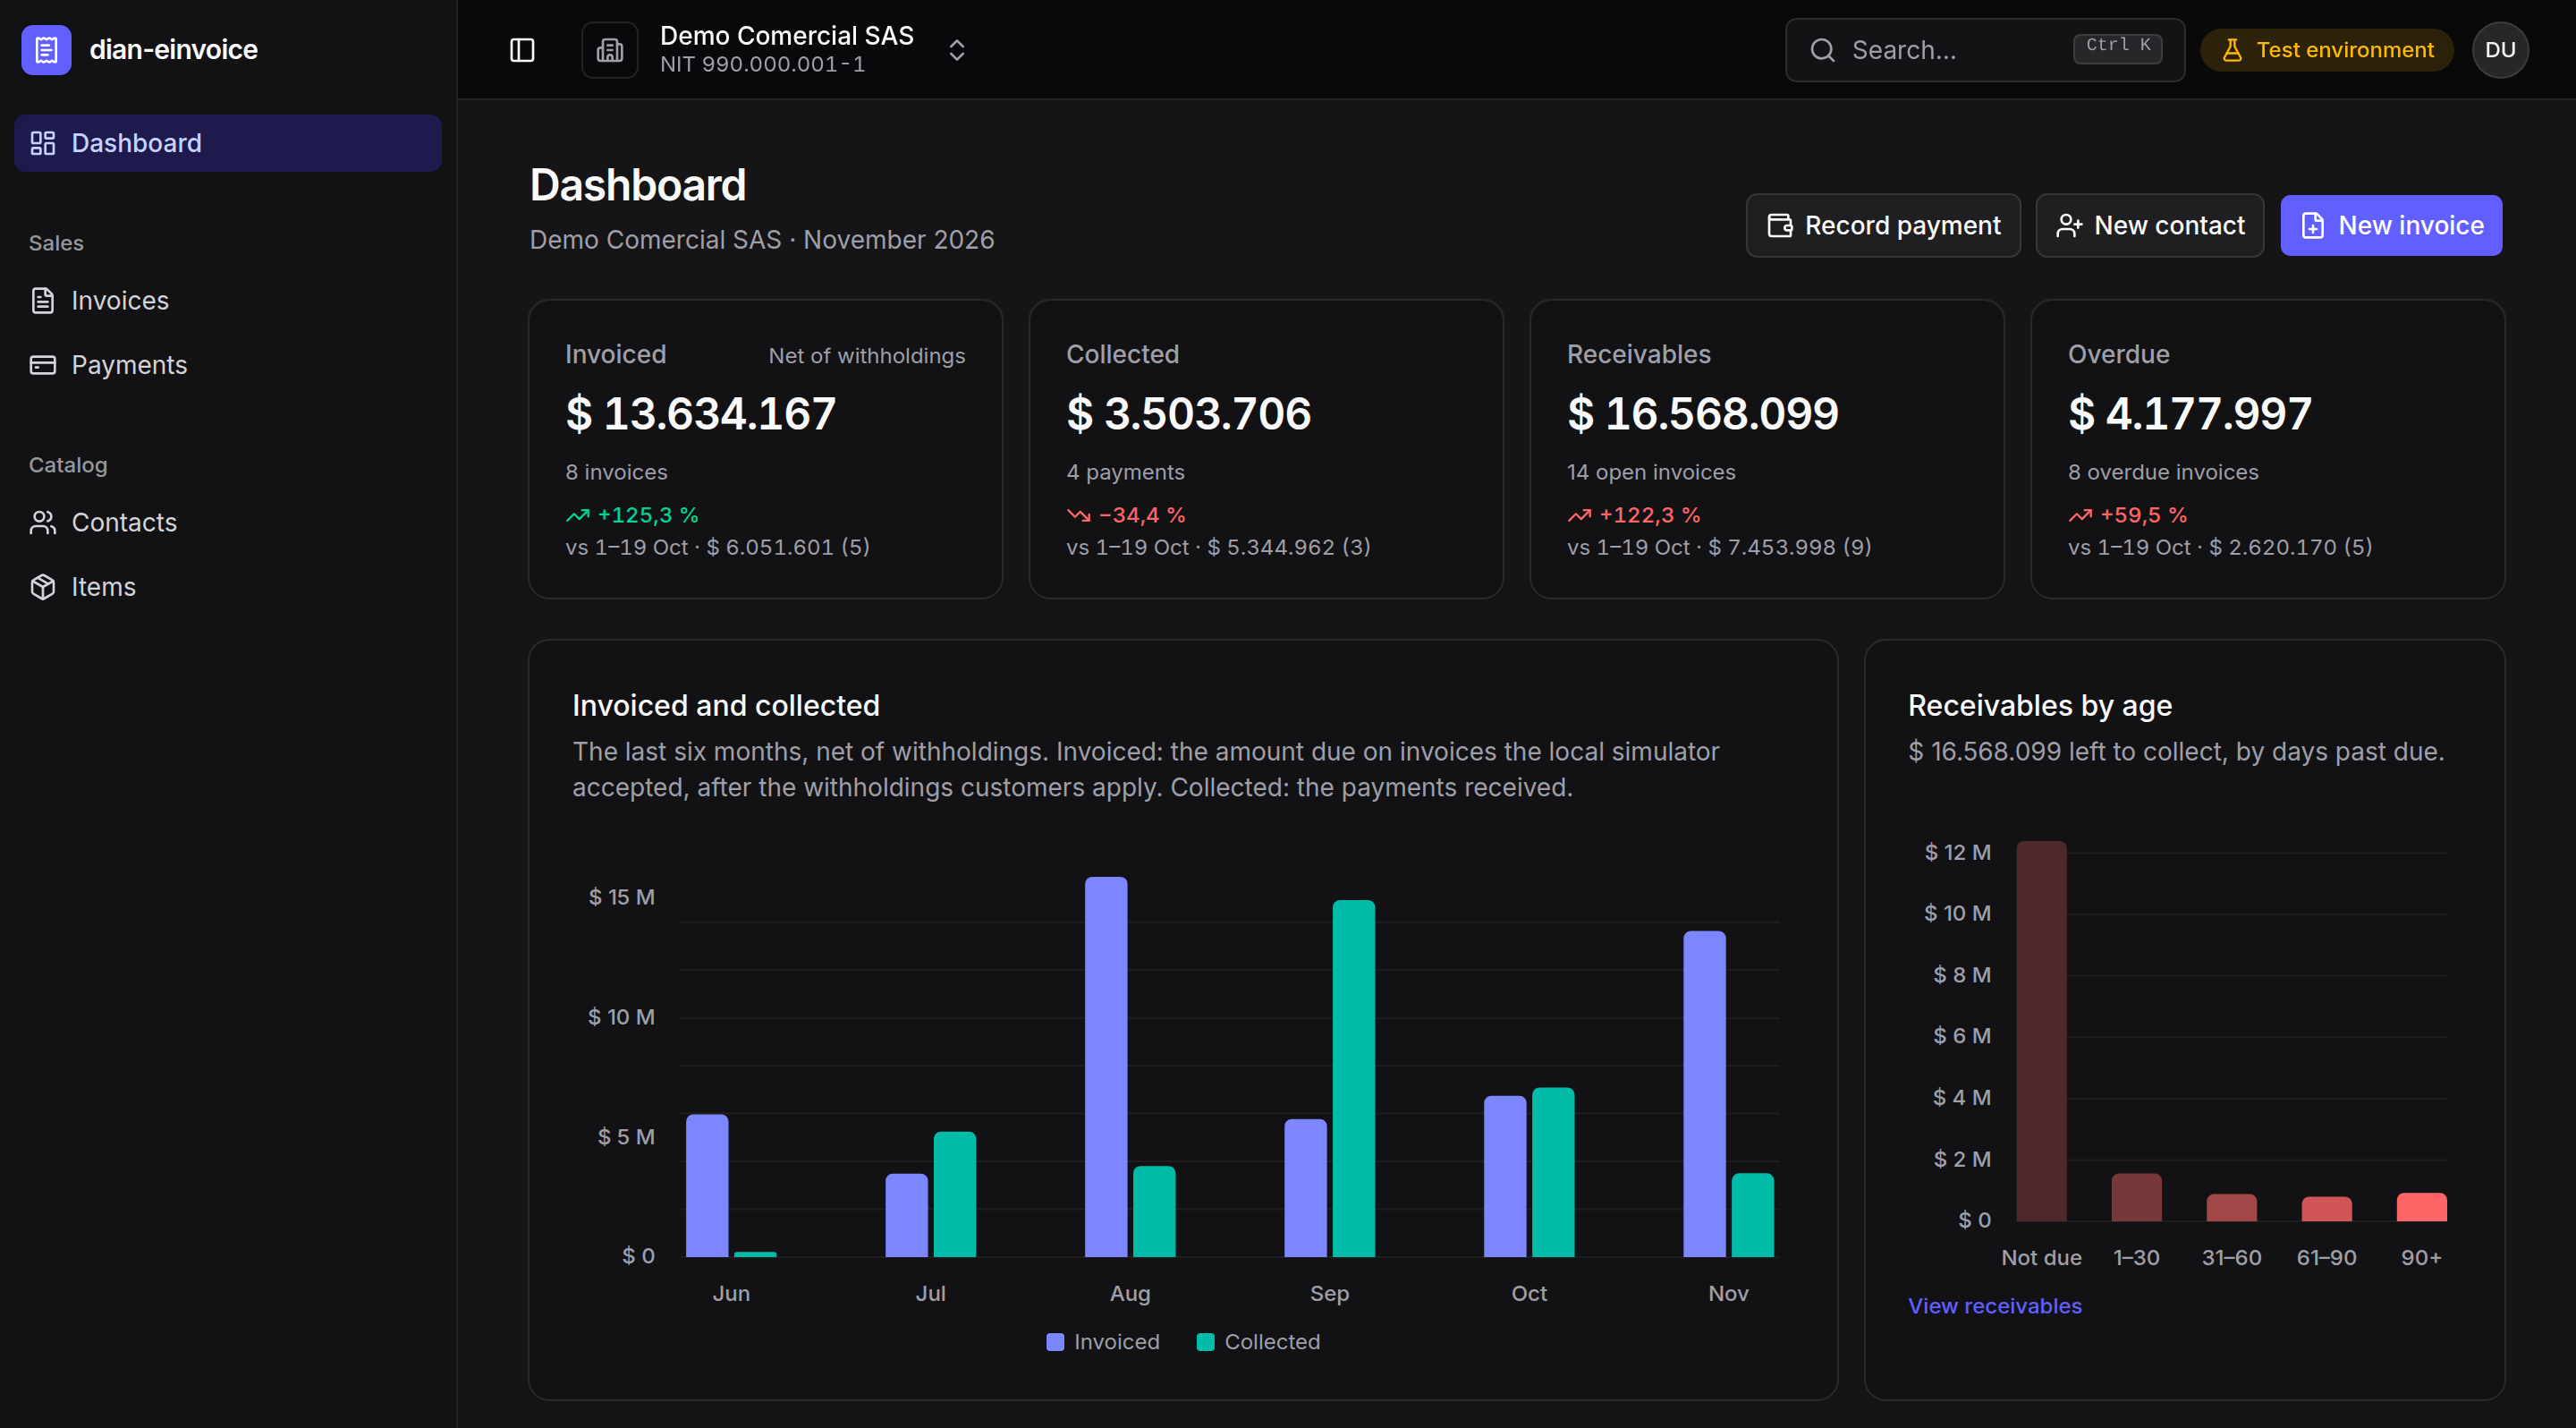 dian-einvoice
Demo Comercial SAS
NIT 990.000.001-1
Search...
Ctrl K
Test environment
DU
Dashboard
Sales
Invoices
Payments
Catalog
Contacts
Items
Dashboard
Demo Comercial SAS · November 2026
Record payment
New contact
New invoice
Invoiced
Net of withholdings
$ 13.634.167
8 invoices
+125,3 %
vs 1–19 Oct · $ 6.051.601 (5)
Collected
$ 3.503.706
4 payments
−34,4 %
vs 1–19 Oct · $ 5.344.962 (3)
Receivables
$ 16.568.099
14 open invoices
+122,3 %
vs 1–19 Oct · $ 7.453.998 (9)
Overdue
$ 4.177.997
8 overdue invoices
+59,5 %
vs 1–19 Oct · $ 2.620.170 (5)
Invoiced and collected
The last six months, net of withholdings. Invoiced: the amount due on invoices the local simulator
accepted, after the withholdings customers apply. Collected: the payments received.
$ 15 M
$ 10 M
$ 5 M
$ 0
Jun Jul Aug Sep Oct Nov
Invoiced Collected
Receivables by age
$ 16.568.099 left to collect, by days past due.
$ 12 M
$ 10 M
$ 8 M
$ 6 M
$ 4 M
$ 2 M
$ 0
Not due 1–30 31–60 61–90 90+
View receivables